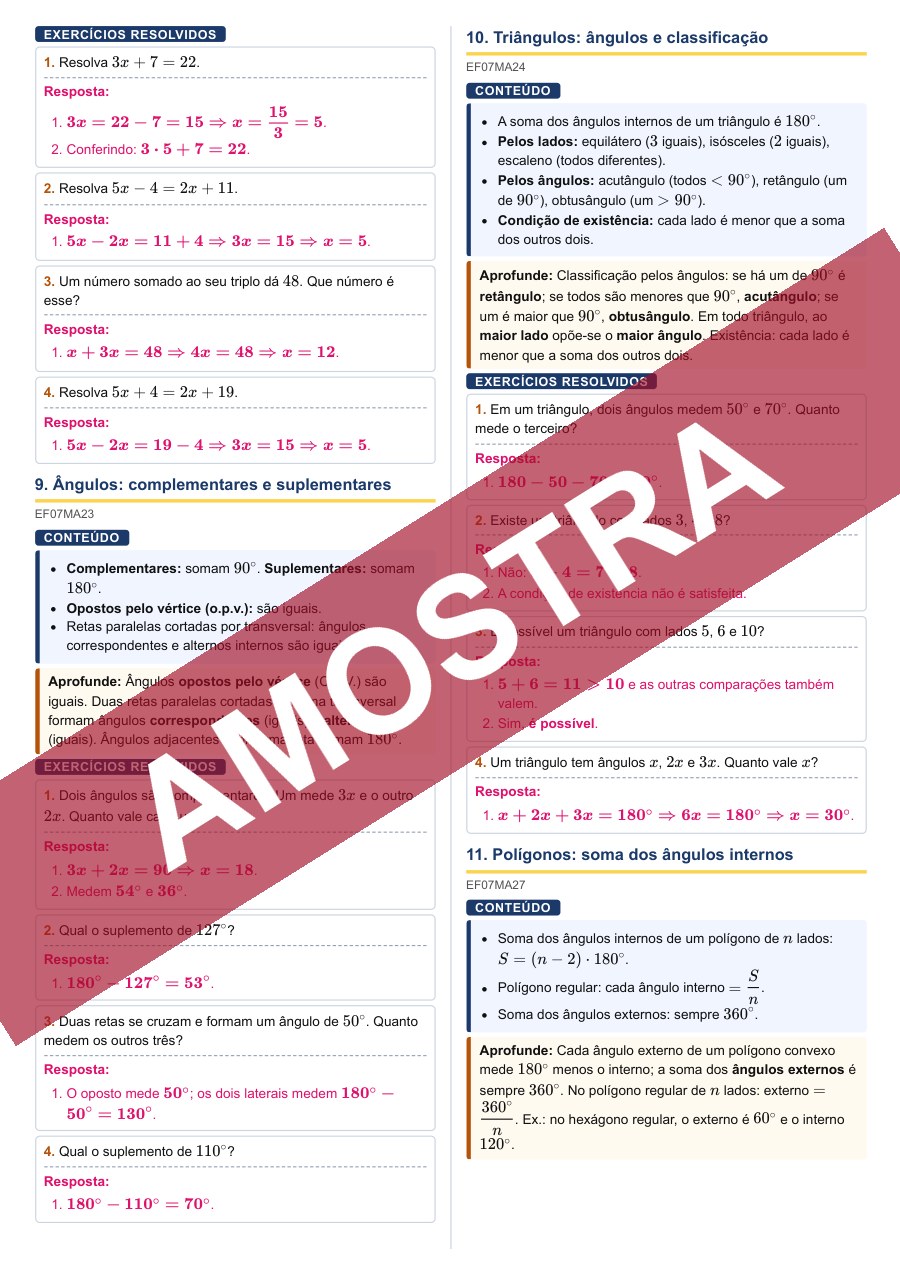 EXERCÍCIOS RESOLVIDOS
1. Resolva 3x + 7 = 22.
Resposta:
1. 3x = 22 − 7 = 15 ⇒ x = 15/3 = 5.
2. Conferindo: 3 · 5 + 7 = 22.
2. Resolva 5x − 4 = 2x + 11.
Resposta:
1. 5x − 2x = 11 + 4 ⇒ 3x = 15 ⇒ x = 5.
3. Um número somado ao seu triplo dá 48. Que número é
esse?
Resposta:
1. x + 3x = 48 ⇒ 4x = 48 ⇒ x = 12.
4. Resolva 5x + 4 = 2x + 19.
Resposta:
1. 5x − 2x = 19 − 4 ⇒ 3x = 15 ⇒ x = 5.
9. Ângulos: complementares e suplementares
EF07MA23
CONTEÚDO
• Complementares: somam 90°. Suplementares: somam
180°.
• Opostos pelo vértice (o.p.v.): são iguais.
• Retas paralelas cortadas por transversal: ângulos
correspondentes e alternos internos são
Aprofunde: Ângulos opostos pelo são
iguais. Duas retas paralelas cortadas
formam ângulos
(iguais). Ângulos adjacentes 180°.
EXERCÍCIOS
1. Dois ângulos Um mede 3x e o outro
2x. Quanto vale
Resposta:
1. 3x + 2x = 90 ⇒ x = 18.
2. Medem 54° e 36°.
2. Qual o suplemento de 127°?
Resposta:
1. 180° − 127° = 53°.
3. Duas retas se cruzam e formam um ângulo de 50°. Quanto
medem os outros três?
Resposta:
1. O oposto mede 50°; os dois laterais medem 180° −
50° = 130°.
4. Qual o suplemento de 110°?
Resposta:
1. 180° − 110° = 70°.
10. Triângulos: ângulos e classificação
EF07MA24
CONTEÚDO
• A soma dos ângulos internos de um triângulo é 180°.
• Pelos lados: equilátero (3 iguais), isósceles (2 iguais),
escaleno (todos diferentes).
• Pelos ângulos: acutângulo (todos < 90°), retângulo (um
de 90°), obtusângulo (um > 90°).
• Condição de existência: cada lado é menor que a soma
dos outros dois.
Aprofunde: Classificação pelos ângulos: se há um de 90° é
retângulo; se todos são menores que 90°, acutângulo; se
um é maior que 90°, obtusângulo. Em todo triângulo, ao
maior lado opõe-se o maior ângulo. Existência: cada lado é
menor que a soma dos outros dois.
EXERCÍCIOS RESOLVIDOS
1. Em um triângulo, dois ângulos medem 50° e 70°. Quanto
mede o terceiro?
Resposta:
1. 180 − 50 −
2. Existe 3,
1. Não:
2. A condição de existência não é satisfeita.
um triângulo com lados 5, 6 e 10?
1. 5 + 6 = 11 > 10 e as outras comparações também
valem.
2. Sim, é possível.
4. Um triângulo tem ângulos x, 2x e 3x. Quanto vale x?
Resposta:
1. x + 2x + 3x = 180° ⇒ 6x = 180° ⇒ x = 30°.
11. Polígonos: soma dos ângulos internos
EF07MA27
CONTEÚDO
• Soma dos ângulos internos de um polígono de n lados:
S = (n − 2) · 180°.
• Polígono regular: cada ângulo interno = S/n.
• Soma dos ângulos externos: sempre 360°.
Aprofunde: Cada ângulo externo de um polígono convexo
mede 180° menos o interno; a soma dos ângulos externos é
sempre 360°. No polígono regular de n lados: externo =
360°/n. Ex.: no hexágono regular, o externo é 60° e o interno
120°.
AMOSTRA